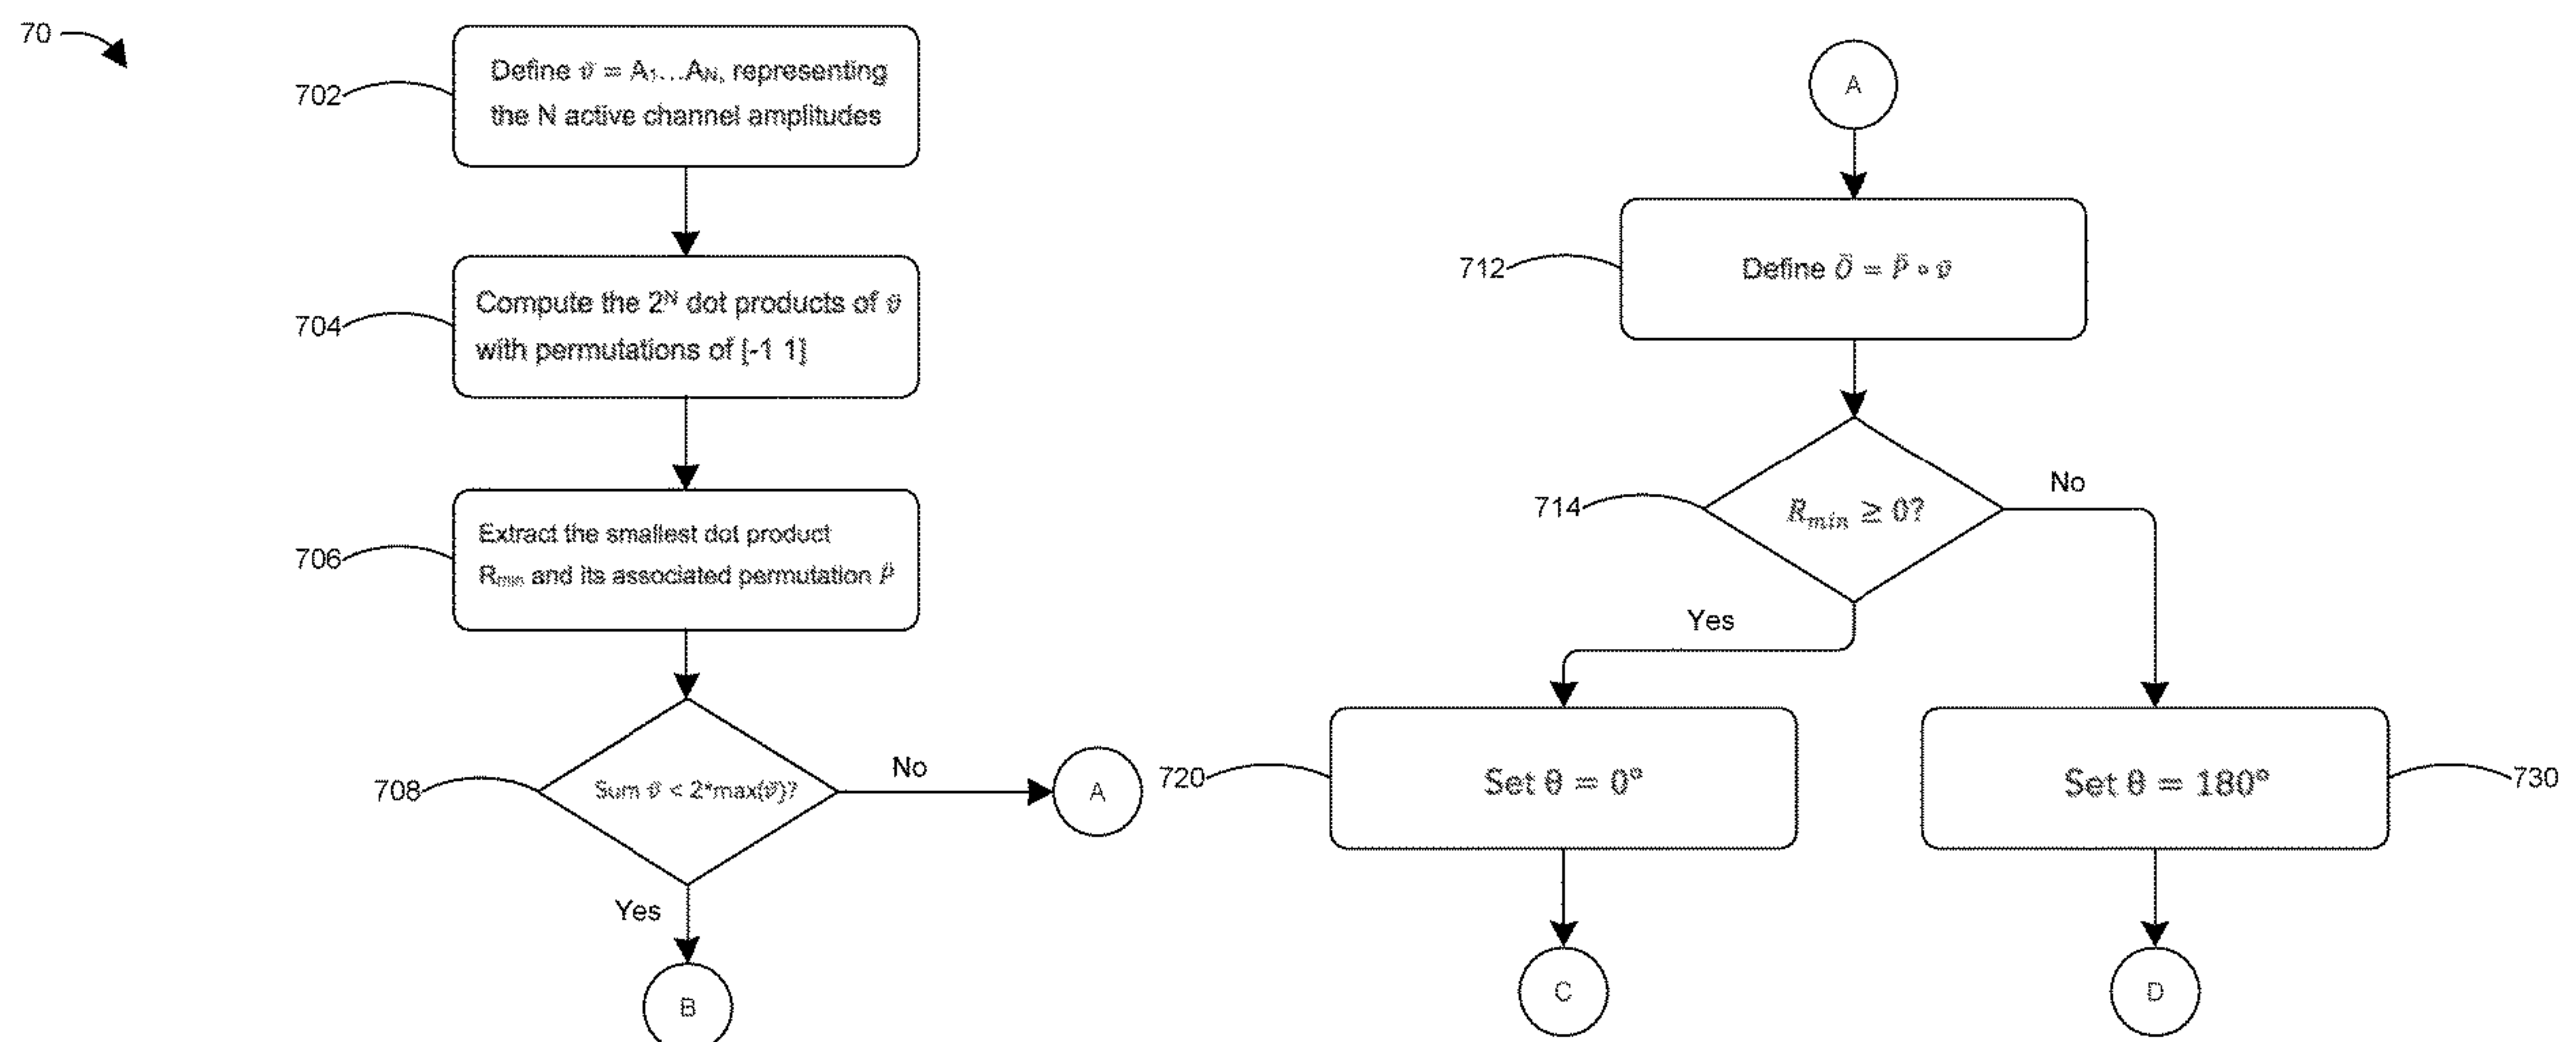 70
702
Define v̄ = A₁...A_N, representing
the N active channel amplitudes
704
Compute the 2ᴺ dot products of v̄
with permutations of [-1 1]
706
Extract the smallest dot product
Rₘᵢₙ and its associated permutation P̄
708
Sum v̄ < 2*max(v̄)?
No
A
Yes
B
A
712
Define Ō = P̄ ∘ v̄
714
Rₘᵢₙ ≥ 0?
No
Yes
720
Set θ = 0°
Set θ = 180°
730
C
D